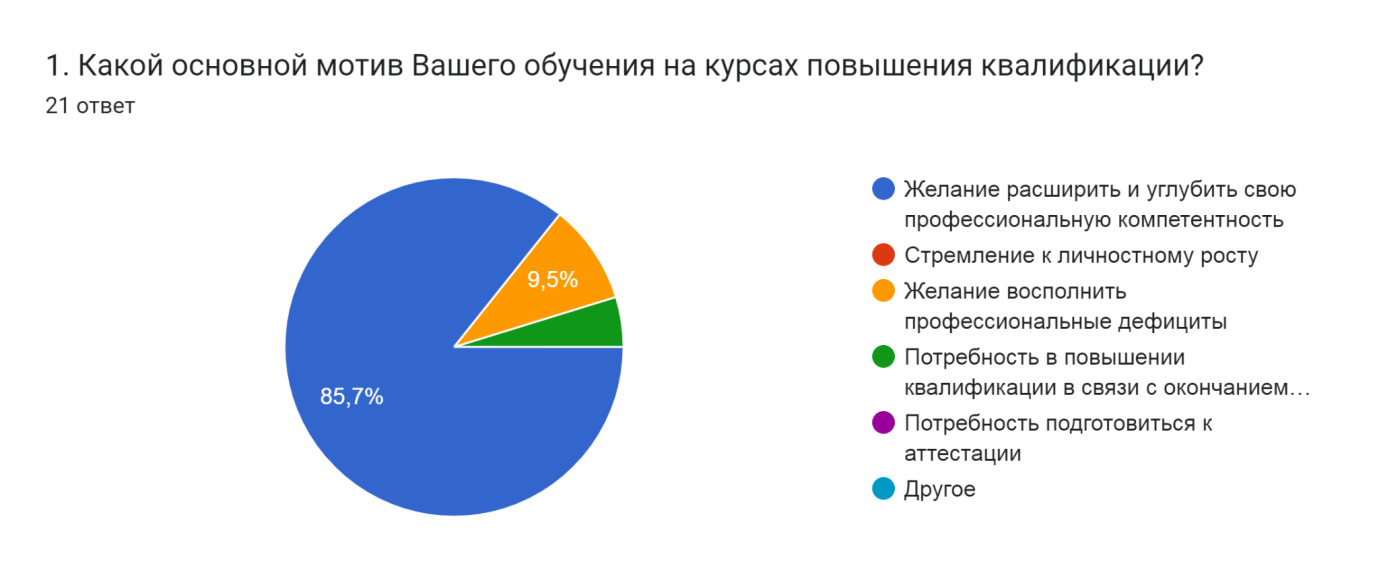 1. Какой основной мотив Вашего обучения на курсах повышения квалификации?
21 ответ
Желание расширить и углубить свою
профессиональную компетентность
Стремление к личностному росту
Желание восполнить
профессиональные дефициты
Потребность в повышении
квалификации в связи с окончанием…
Потребность подготовиться к
аттестации
Другое
9,5%
85,7%